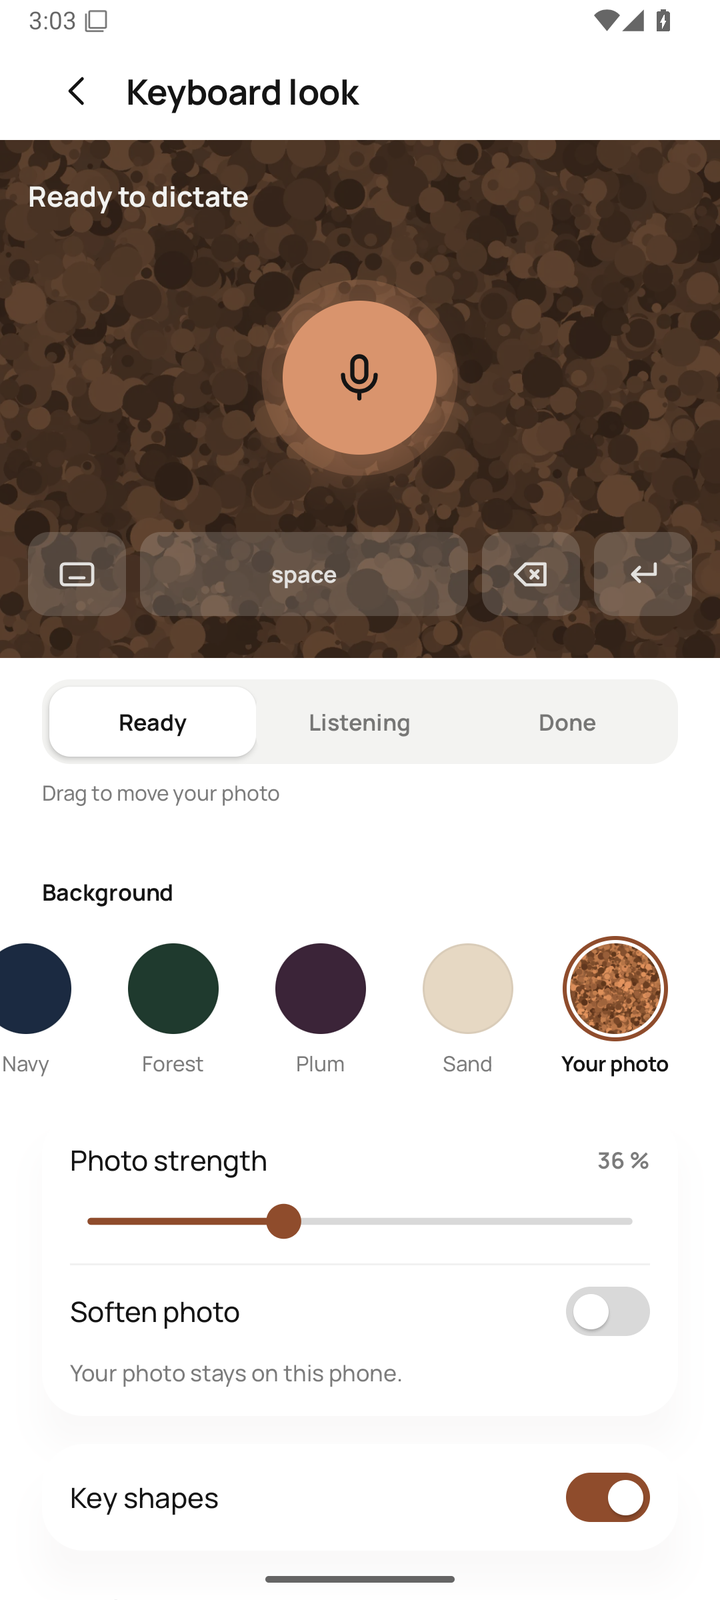 3:03
Keyboard look
Ready to dictate
space
Ready Listening Done
Drag to move your photo
Background
Navy Forest Plum Sand Your photo
Photo strength 36 %
Soften photo
Your photo stays on this phone.
Key shapes